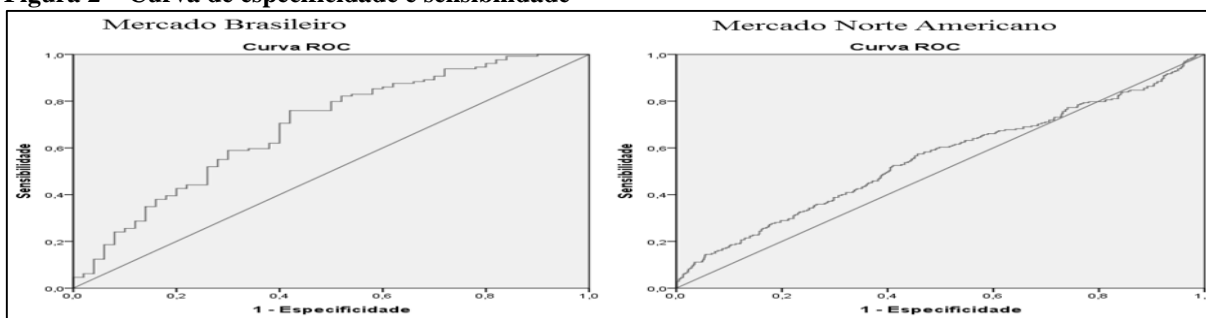 Figura 2 – Curva de especificidade e sensibilidade
Mercado Brasileiro
Curva ROC
1,0
0,8
0,6
0,4
0,2
0,0
Sensibilidade
0,0 0,2 0,4 0,6 0,8 1,0
1 - Especificidade
Mercado Norte Americano
Curva ROC
1,0
0,8
0,6
0,4
0,2
0,0
Sensibilidade
0,0 0,2 0,4 0,6 0,8 1,0
1 - Especificidade